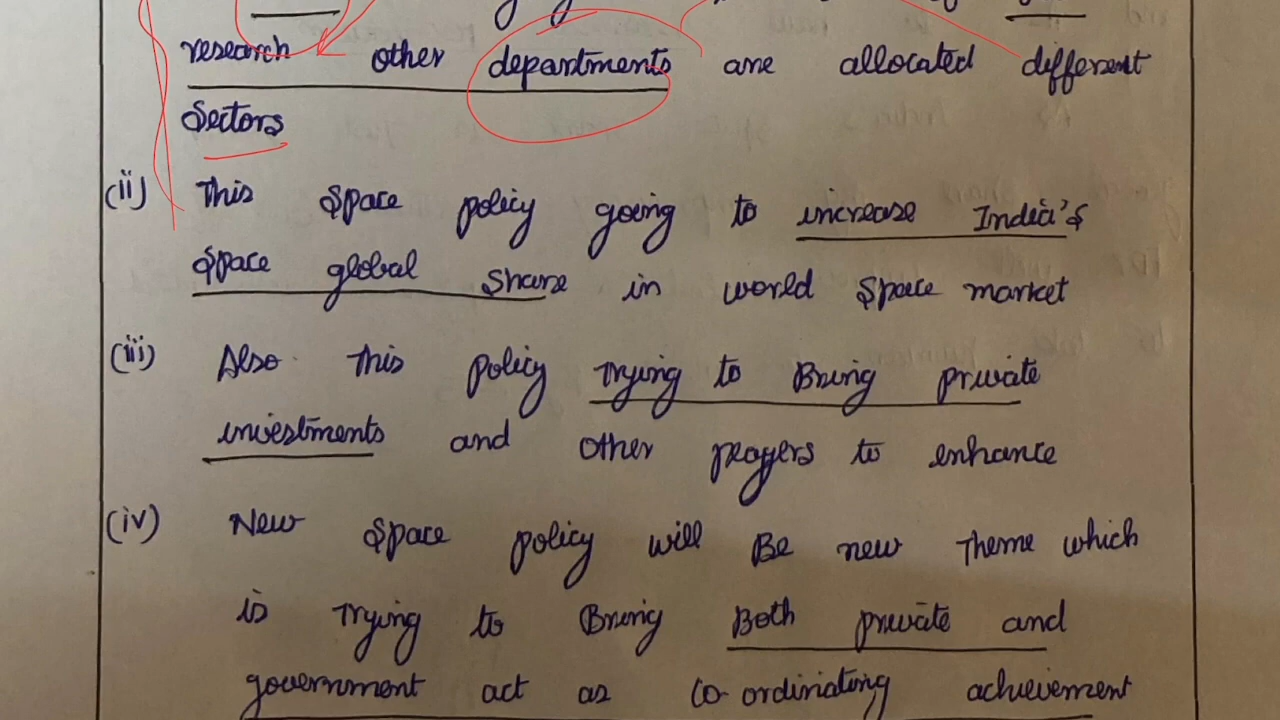 research other departments are allocated different
Sectors
(ii) This Space policy going to increase India's
Space global Share in world Space market
(iii) Also This Policy Trying to Bring private
investments and other prayers to enhance
(iv) New Space policy will Be new Theme which
is Trying to Bring Both private and
government act as co-ordinating achievement